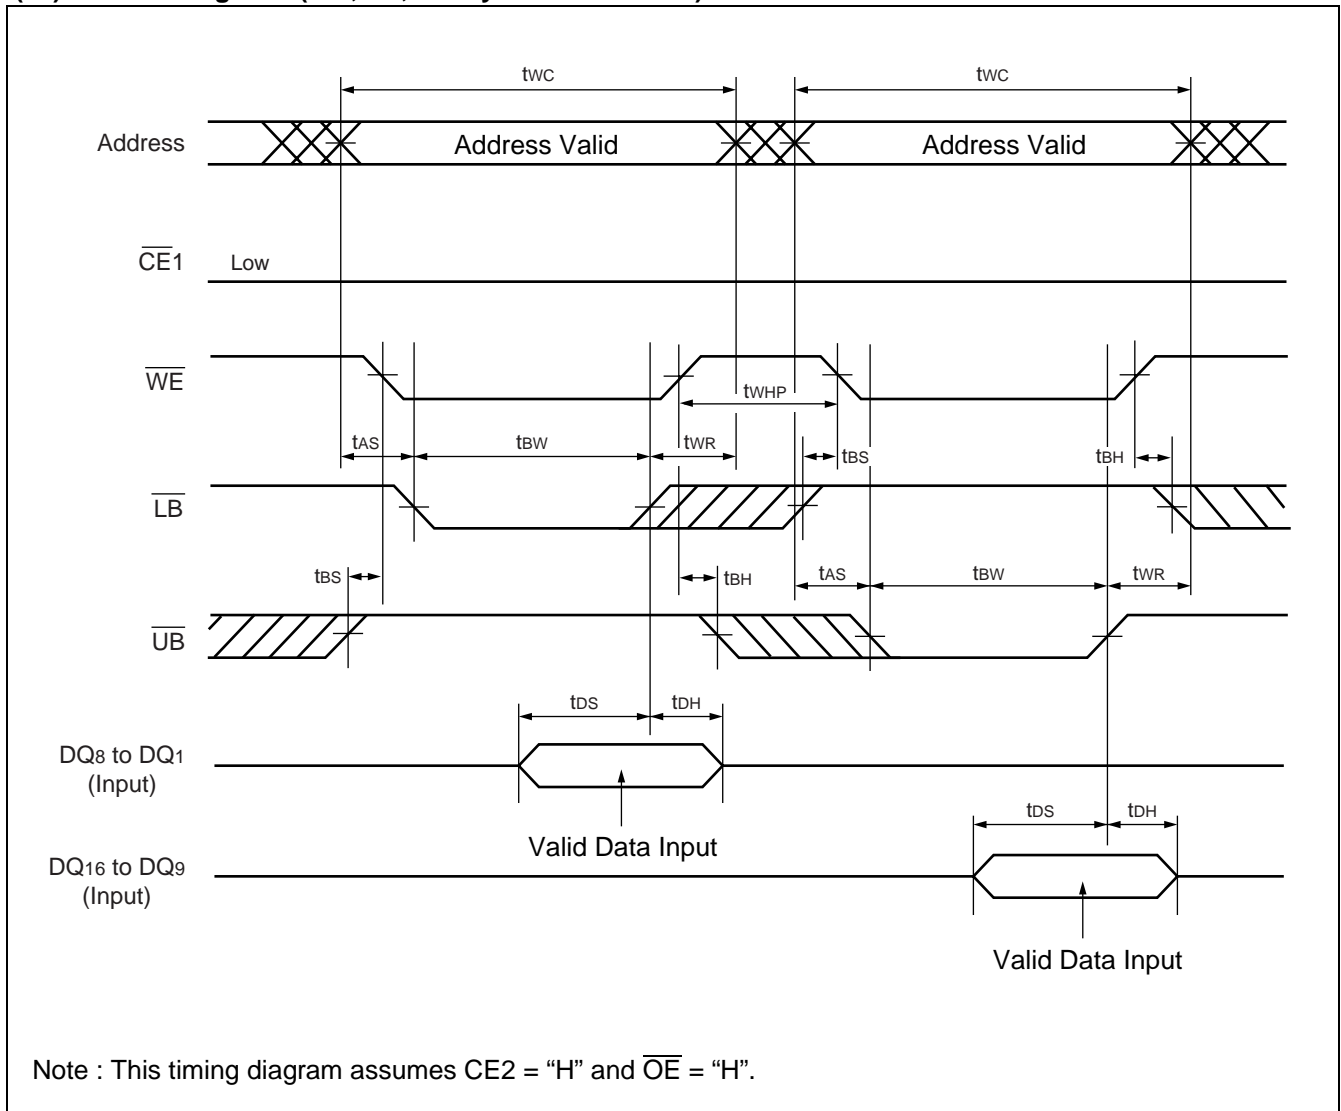 tWC
tWC
Address
Address Valid
Address Valid
CE1
Low
WE
tWHP
tAS
tBW
tWR
tBS
tBH
LB
tBS
tBH
tAS
tBW
tWR
UB
tDS
tDH
DQ8 to DQ1
(Input)
Valid Data Input
tDS
tDH
DQ16 to DQ9
(Input)
Valid Data Input
Note : This timing diagram assumes CE2 = “H” and OE = “H”.